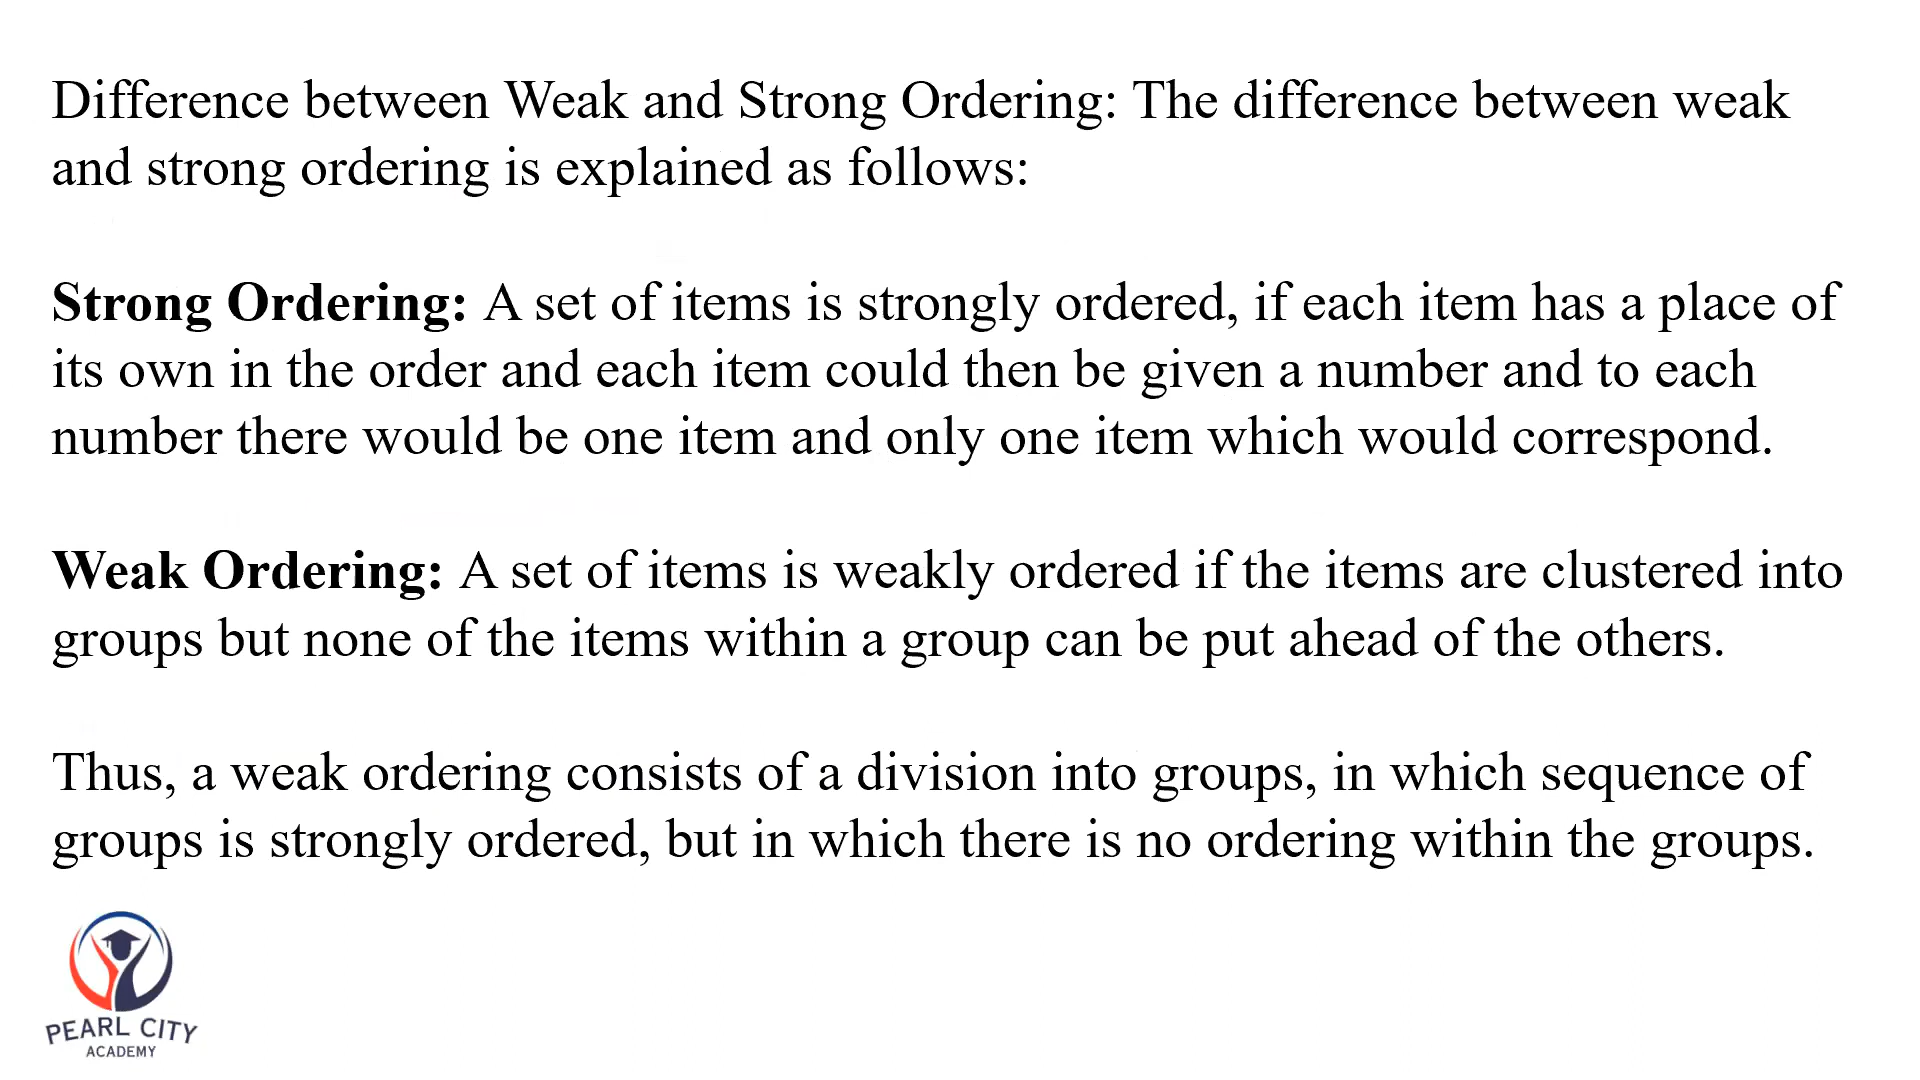 Difference between Weak and Strong Ordering: The difference between weak
and strong ordering is explained as follows:
Strong Ordering: A set of items is strongly ordered, if each item has a place of
its own in the order and each item could then be given a number and to each
number there would be one item and only one item which would correspond.
Weak Ordering: A set of items is weakly ordered if the items are clustered into
groups but none of the items within a group can be put ahead of the others.
Thus, a weak ordering consists of a division into groups, in which sequence of
groups is strongly ordered, but in which there is no ordering within the groups.
PEARL CITY
ACADEMY